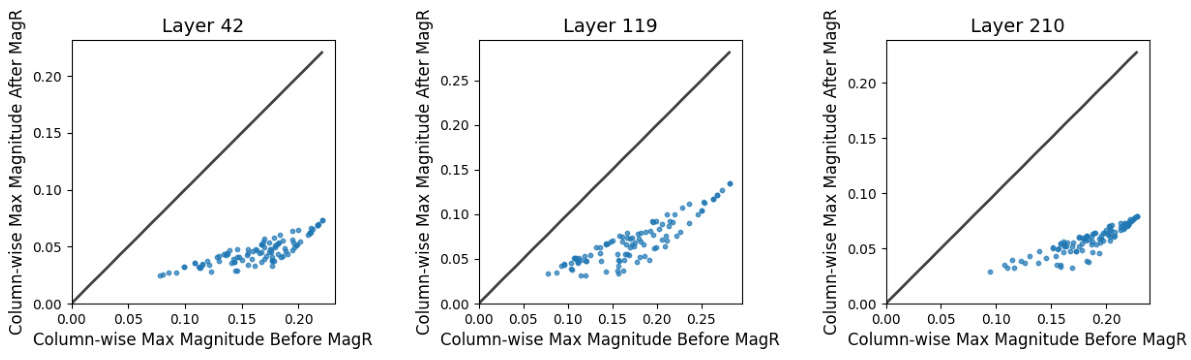 Layer 42
Column-wise Max Magnitude After MagR
0.20
0.15
0.10
0.05
0.00
0.00 0.05 0.10 0.15 0.20
Column-wise Max Magnitude Before MagR
Layer 119
Column-wise Max Magnitude After MagR
0.25
0.20
0.15
0.10
0.05
0.00
0.00 0.05 0.10 0.15 0.20 0.25
Column-wise Max Magnitude Before MagR
Layer 210
Column-wise Max Magnitude After MagR
0.20
0.15
0.10
0.05
0.00
0.00 0.05 0.10 0.15 0.20
Column-wise Max Magnitude Before MagR